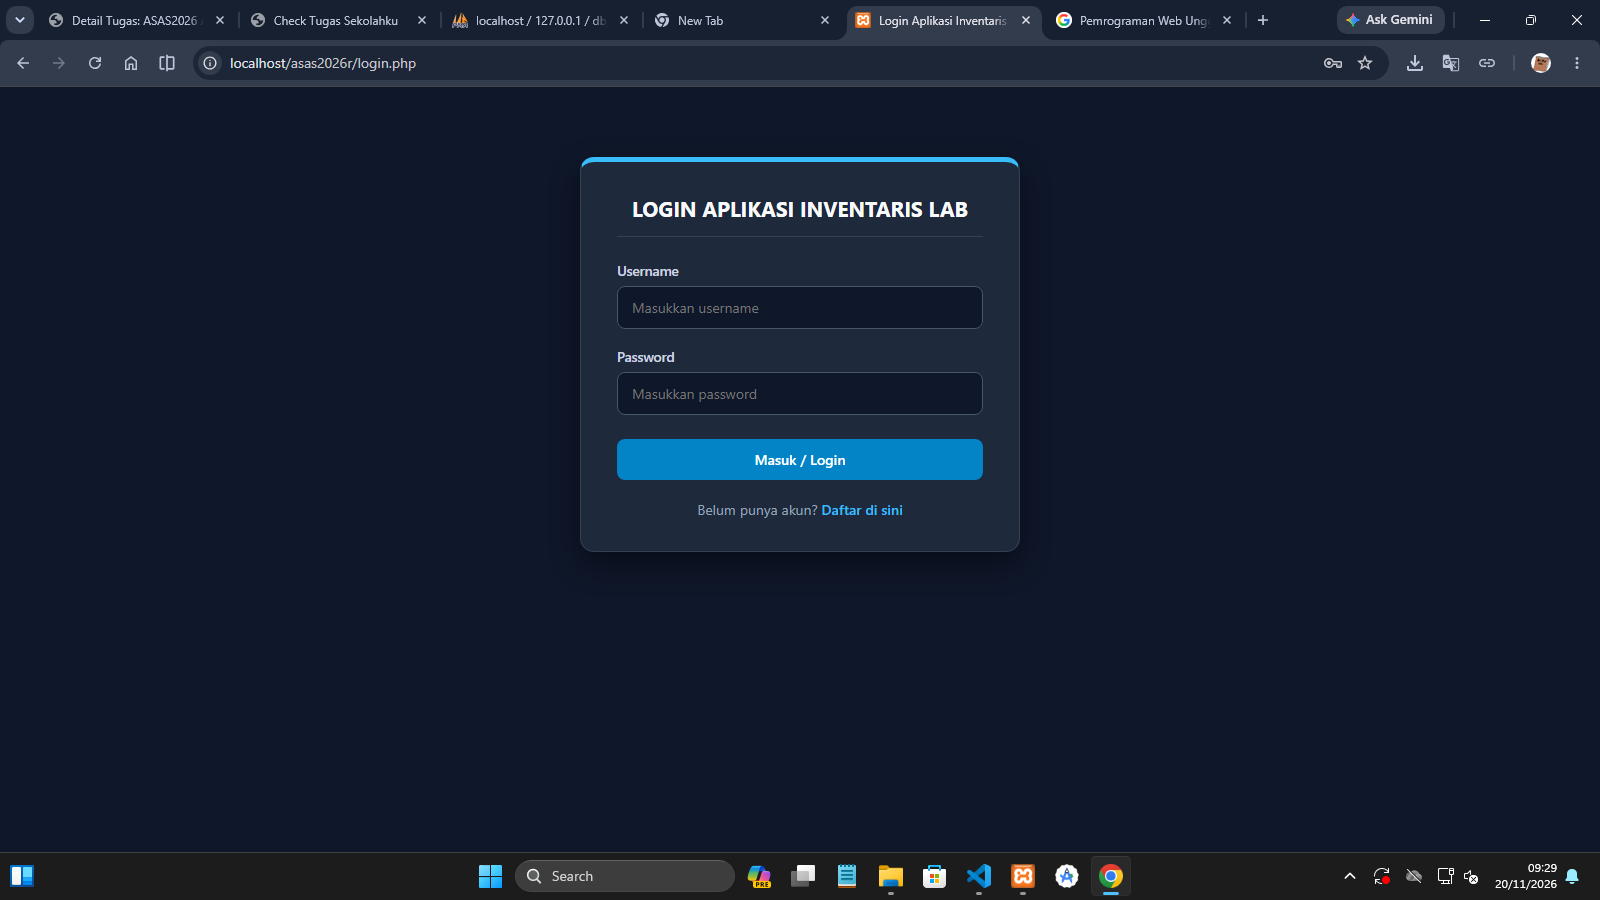 Detail Tugas: ASAS2026
Check Tugas Sekolahku
localhost / 127.0.0.1 / db
New Tab
Login Aplikasi Inventaris
Pemrograman Web Ung
Ask Gemini
localhost/asas2026r/login.php
LOGIN APLIKASI INVENTARIS LAB
Username
Masukkan username
Password
Masukkan password
Masuk / Login
Belum punya akun? Daftar di sini
Search
PRE
09:29
20/11/2026